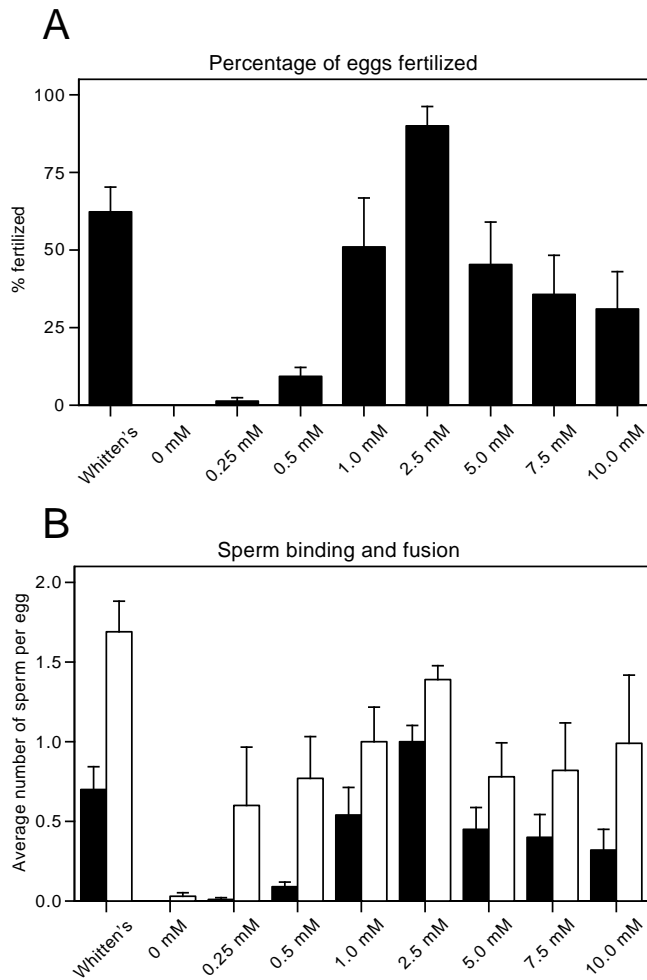 A
Percentage of eggs fertilized
100
75
50
25
0
% fertilized
Whitten's 0 mM 0.25 mM 0.5 mM 1.0 mM 2.5 mM 5.0 mM 7.5 mM 10.0 mM
B
Sperm binding and fusion
2.0
1.5
1.0
0.5
0.0
Average number of sperm per egg
Whitten's 0 mM 0.25 mM 0.5 mM 1.0 mM 2.5 mM 5.0 mM 7.5 mM 10.0 mM